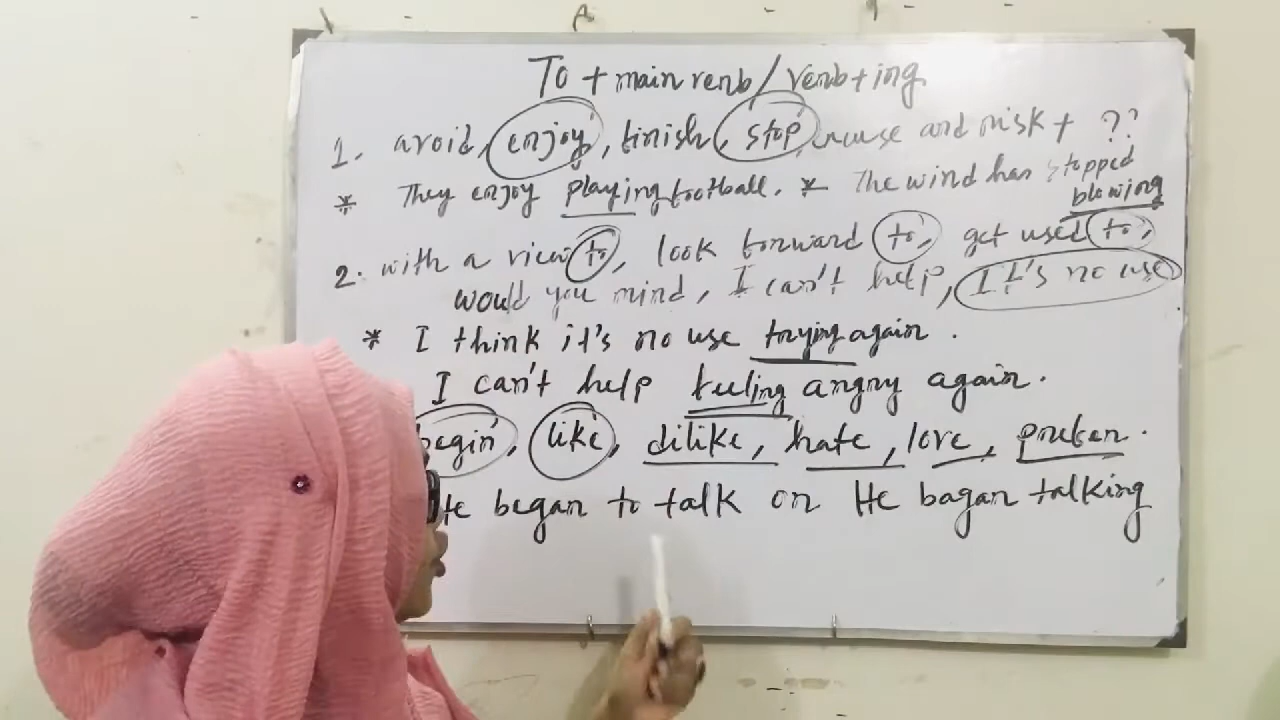 To + main verb / verb + ing
1. avoid, enjoy, finish, stop, and risk + ??
* They enjoy playing football. * The wind has stopped
blowing
2. with a view to, look forward to, get used to,
would you mind, I can't help, It's no use
* I think it's no use trying again.
I can't help feeling angry again.
begin, like, dilike, hate, love, prefer.
He began to talk or He bagan talking